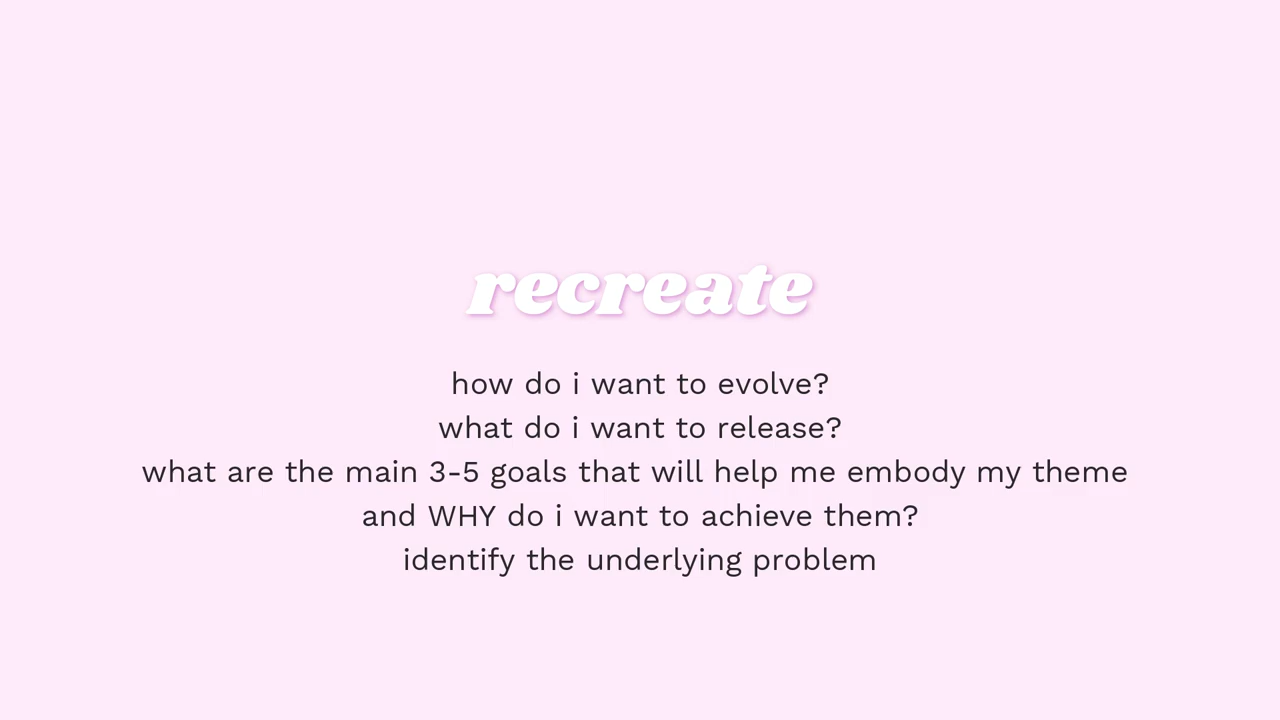 recreate
how do i want to evolve?
what do i want to release?
what are the main 3-5 goals that will help me embody my theme
and WHY do i want to achieve them?
identify the underlying problem